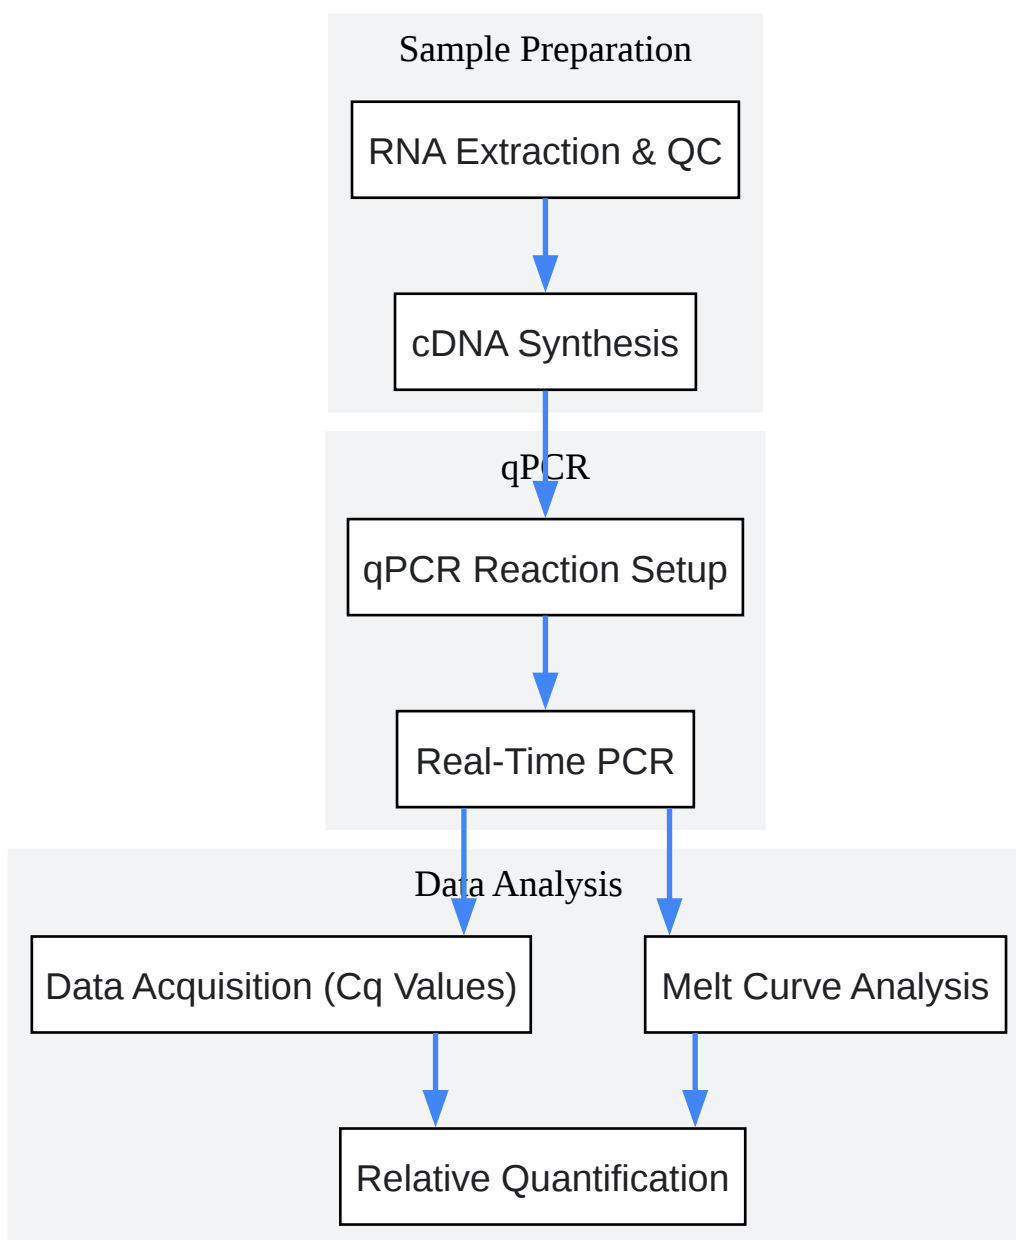 Sample Preparation
RNA Extraction & QC
cDNA Synthesis
qPCR
qPCR Reaction Setup
Real-Time PCR
Data Analysis
Data Acquisition (Cq Values)
Melt Curve Analysis
Relative Quantification